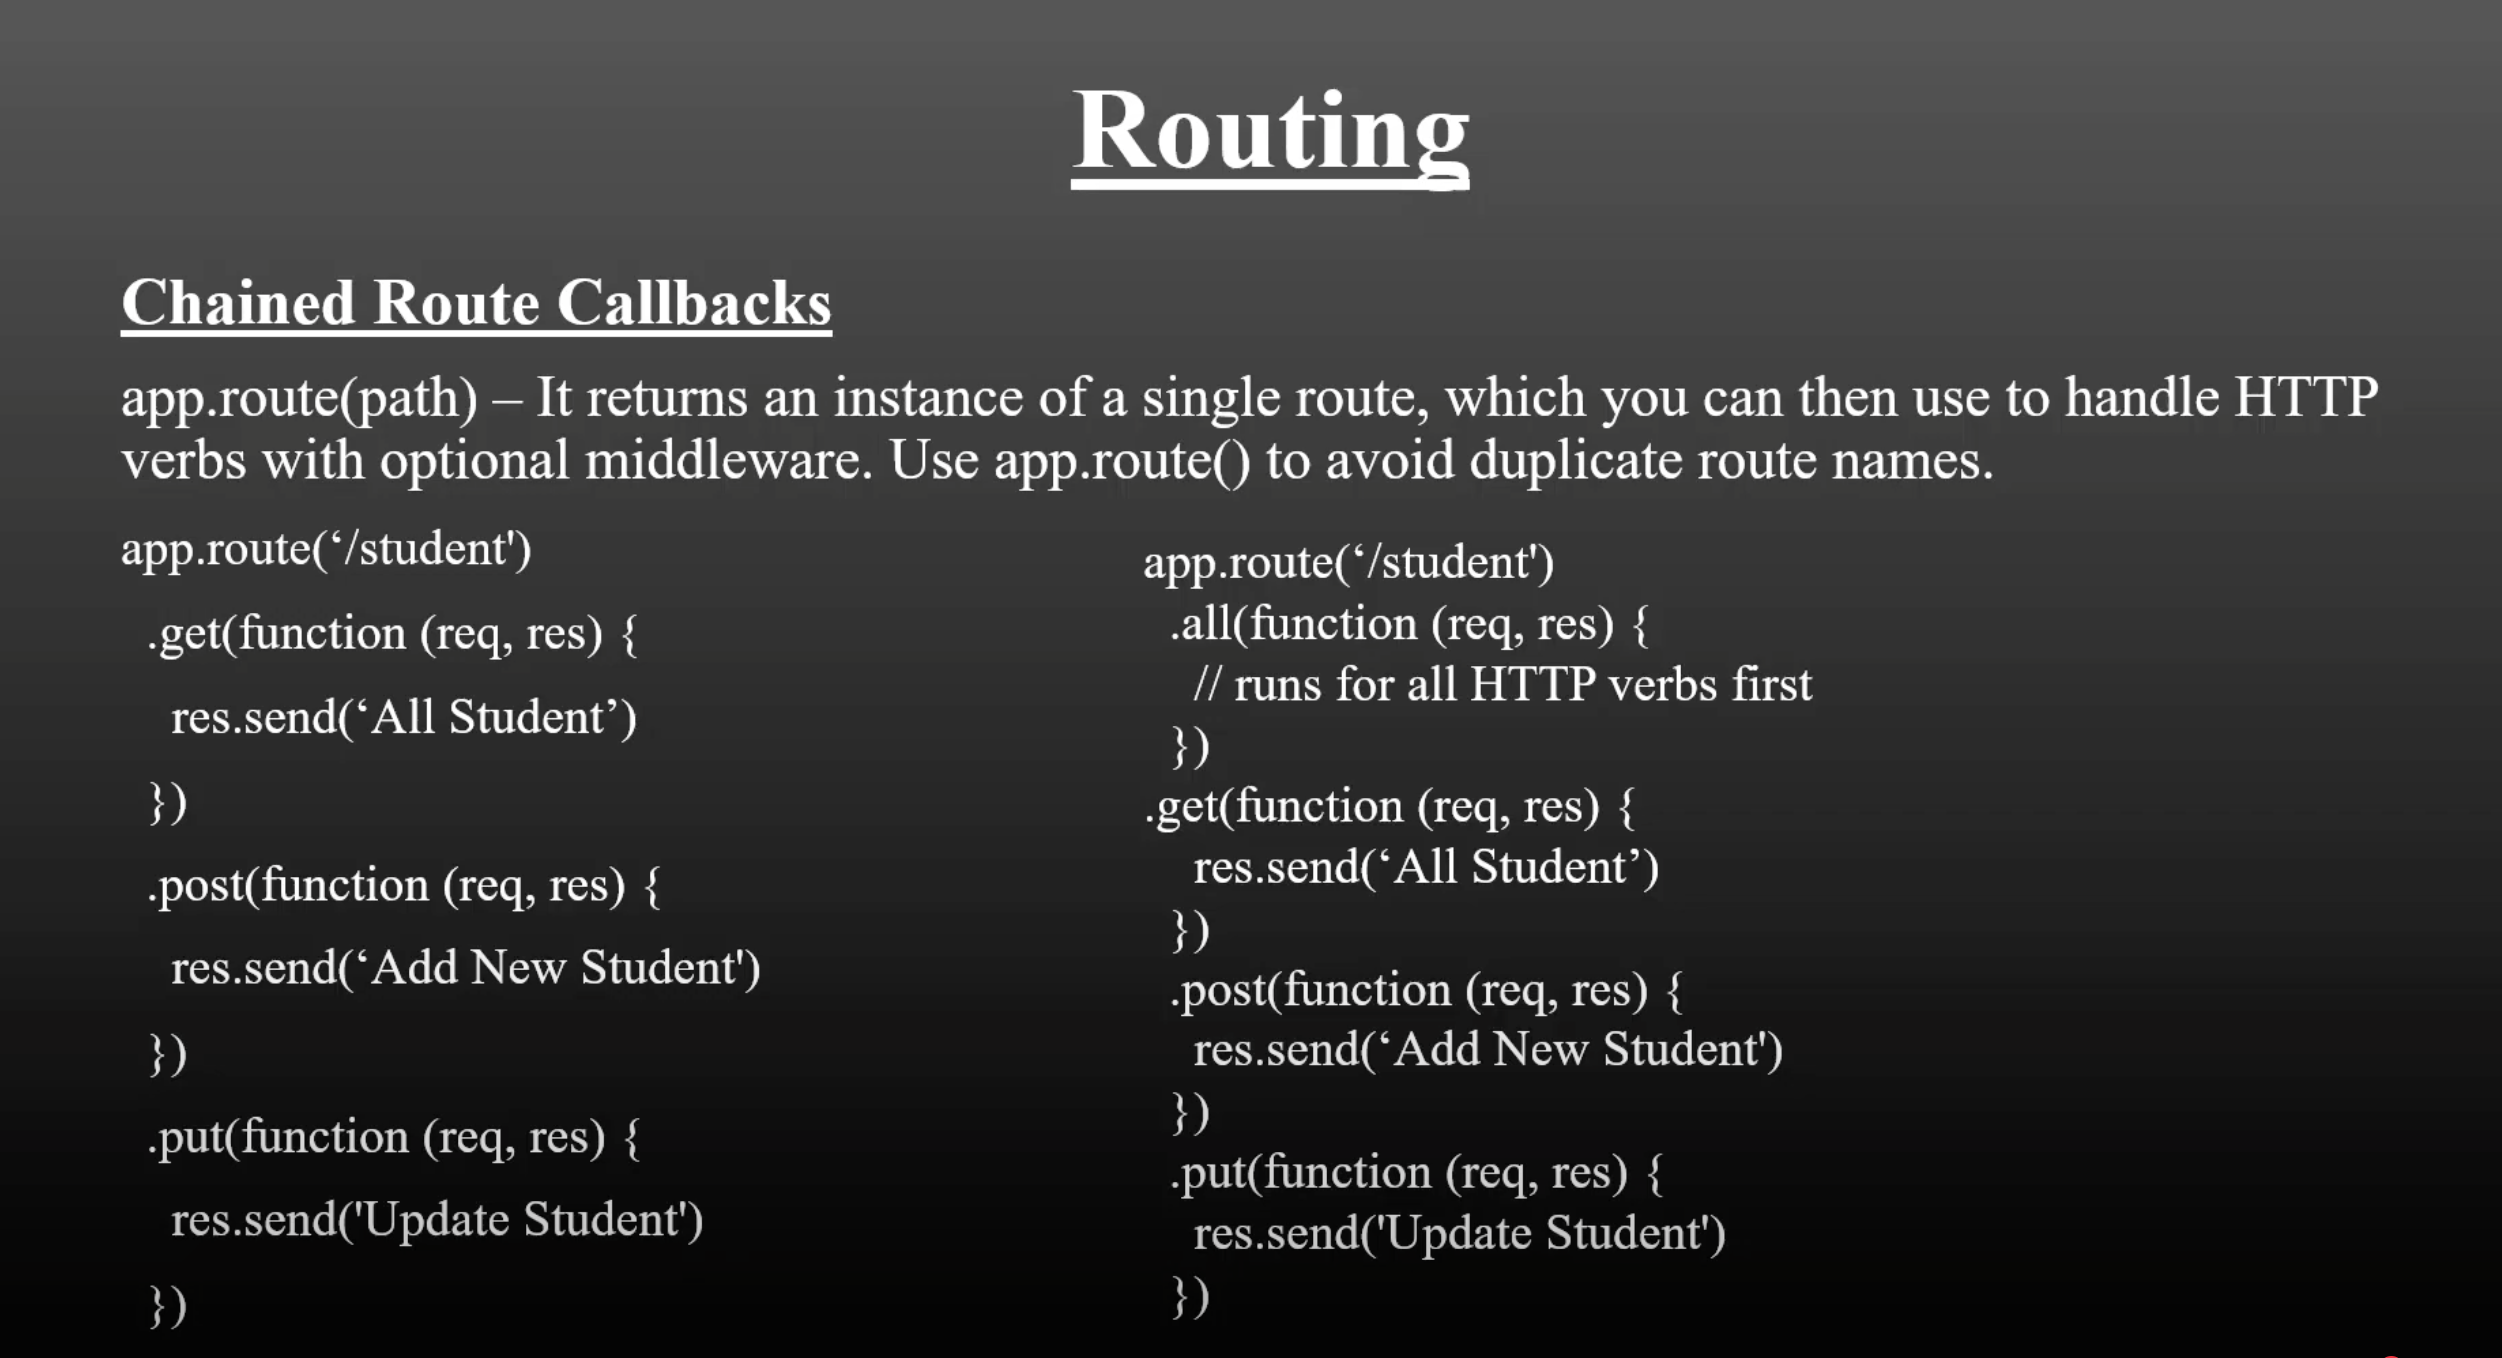 Routing
Chained Route Callbacks
app.route(path) – It returns an instance of a single route, which you can then use to handle HTTP
verbs with optional middleware. Use app.route() to avoid duplicate route names.
app.route(‘/student')
.get(function (req, res) {
res.send(‘All Student’)
})
.post(function (req, res) {
res.send(‘Add New Student')
})
.put(function (req, res) {
res.send('Update Student')
})
app.route(‘/student')
.all(function (req, res) {
// runs for all HTTP verbs first
})
.get(function (req, res) {
res.send(‘All Student’)
})
.post(function (req, res) {
res.send(‘Add New Student')
})
.put(function (req, res) {
res.send('Update Student')
})